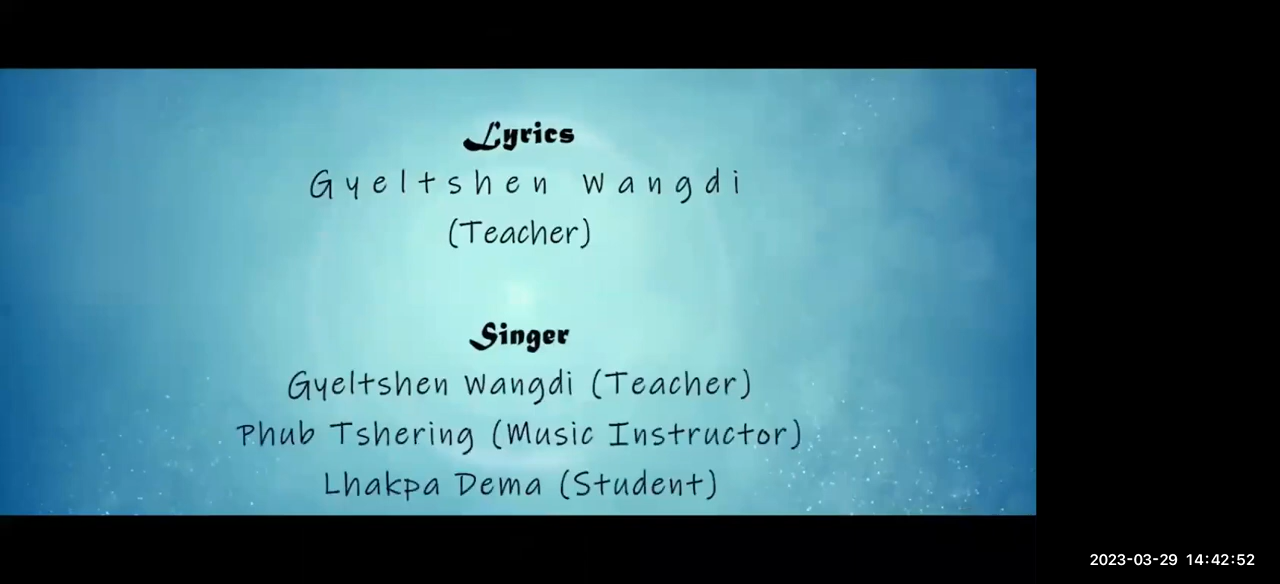 Lyrics
Gyeltshen Wangdi
(Teacher)
Singer
Gyeltshen Wangdi (Teacher)
Phub Tshering (Music Instructor)
Lhakpa Dema (Student)
2023-03-29 14:42:52